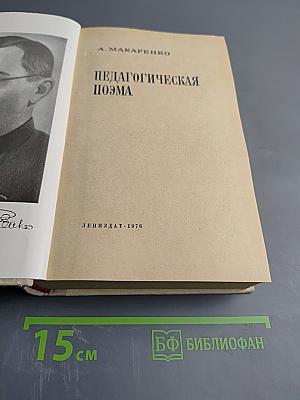 А. МАКАРЕНКО
ПЕДАГОГИЧЕСКАЯ
ПОЭМА
ЛЕНИЗДАТ·1976
15 см
БФ БИБЛИОФАН